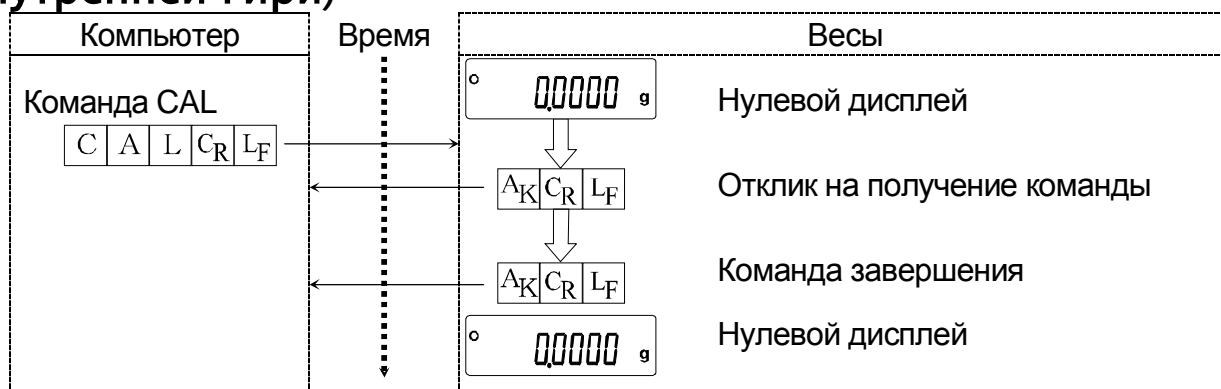 Компьютер Время Весы
0.0000 g Нулевой дисплей
Команда CAL
C A L CR LF
AK CR LF Отклик на получение команды
AK CR LF Команда завершения
0.0000 g Нулевой дисплей